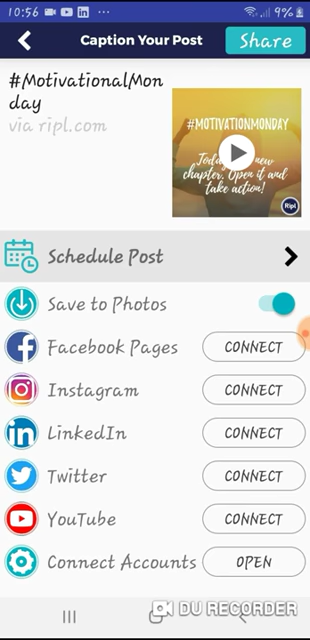 10:56
9%
Caption Your Post
Share
#MotivationalMon
day
via ripl.com
#MOTIVATIONMONDAY
new
chapter. Open it and
take action!
Ripl
Schedule Post
Save to Photos
Facebook Pages
CONNECT
Instagram
CONNECT
LinkedIn
CONNECT
Twitter
CONNECT
YouTube
CONNECT
Connect Accounts
OPEN
DU RECORDER